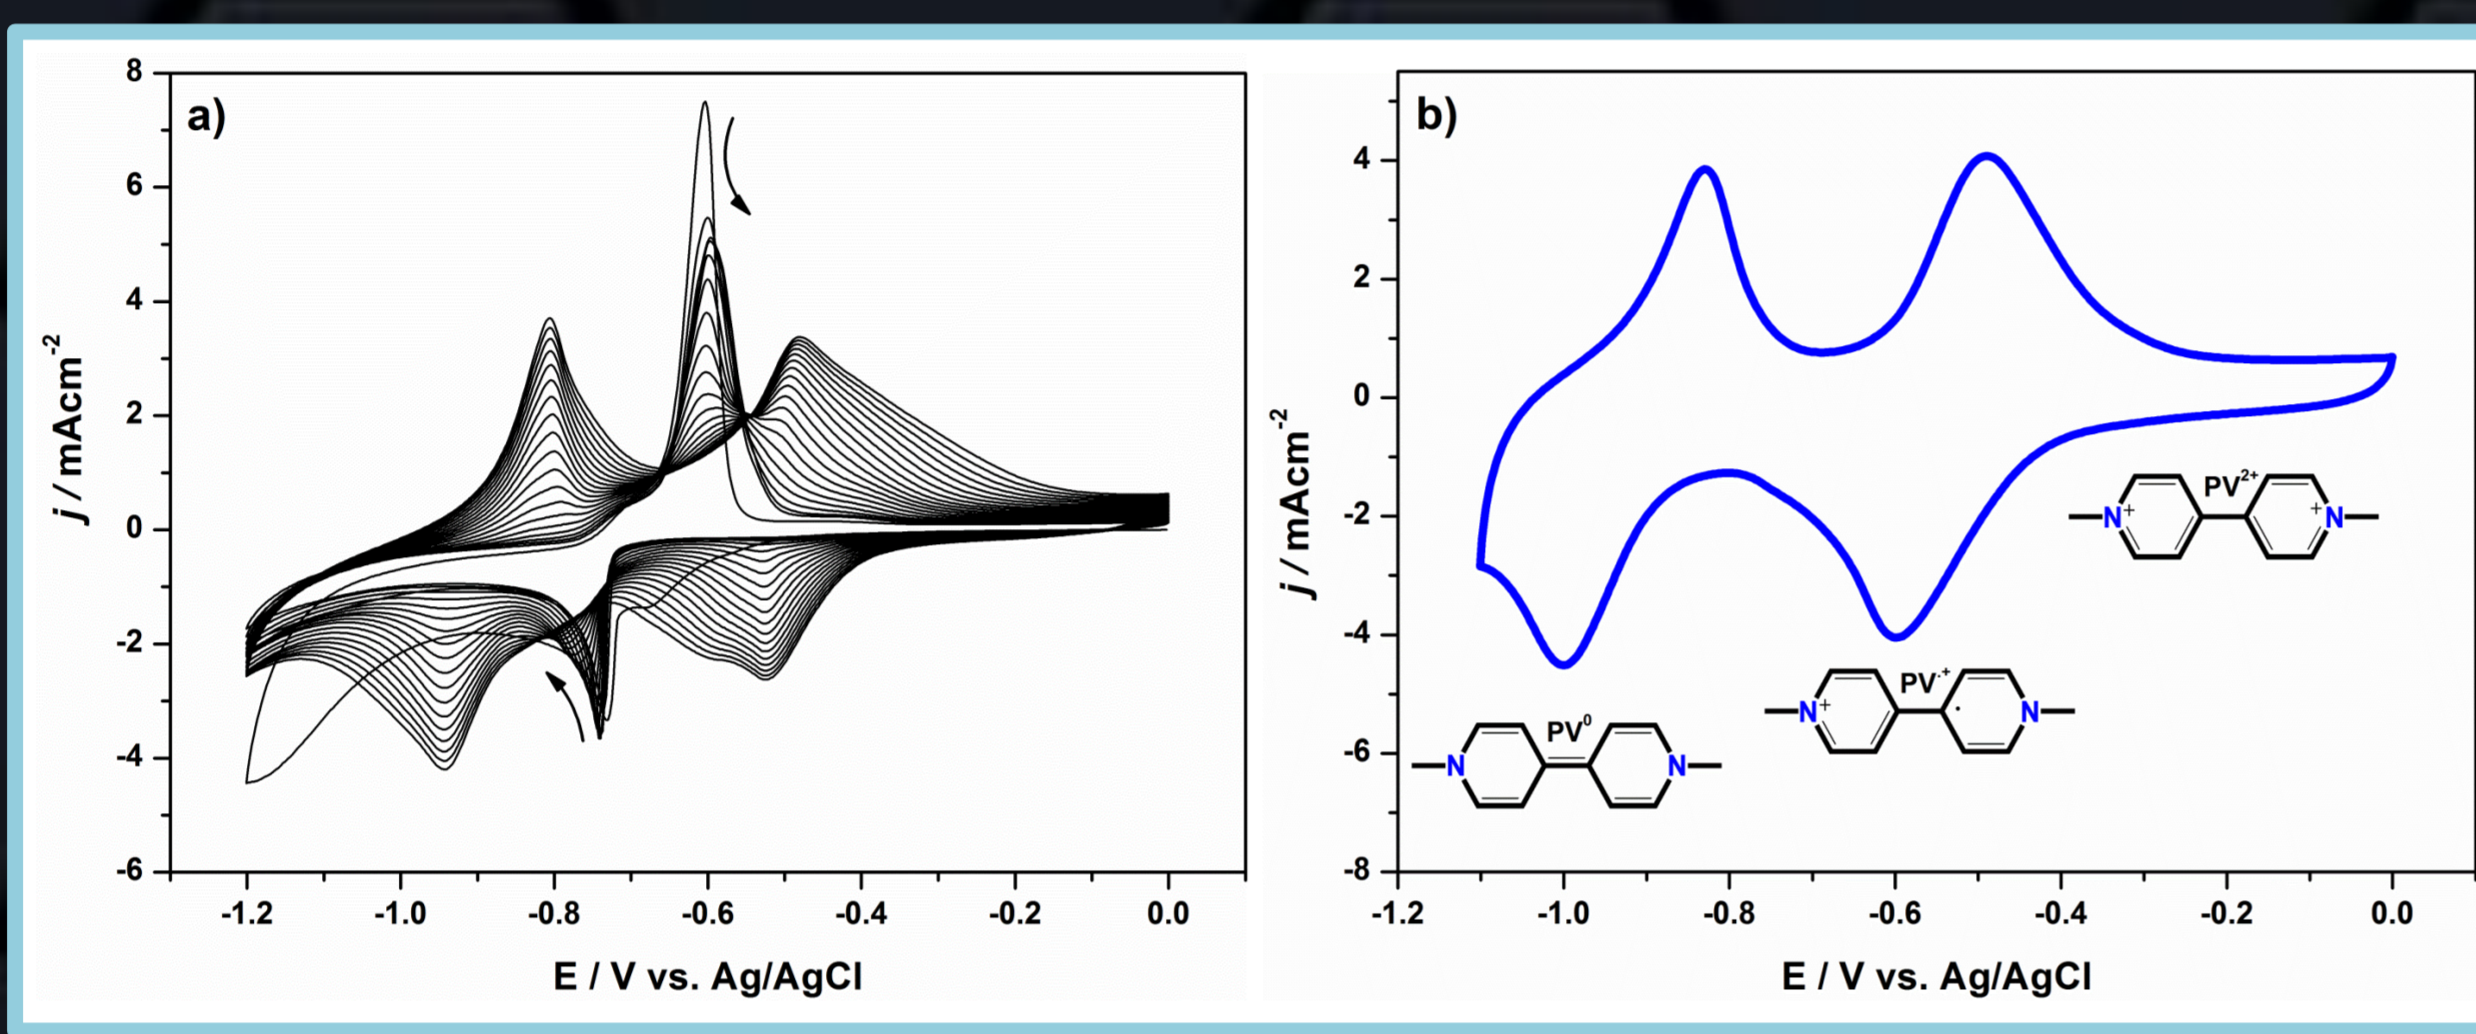 a)
8
6
4
2
0
-2
-4
-6
j / mAcm-2
-1.2 -1.0 -0.8 -0.6 -0.4 -0.2 0.0
E / V vs. Ag/AgCl
b)
4
2
0
-2
-4
-6
-8
j / mAcm-2
PV2+
N+ +N
PV·+
N+ · N
PV0
N N
-1.2 -1.0 -0.8 -0.6 -0.4 -0.2 0.0
E / V vs. Ag/AgCl